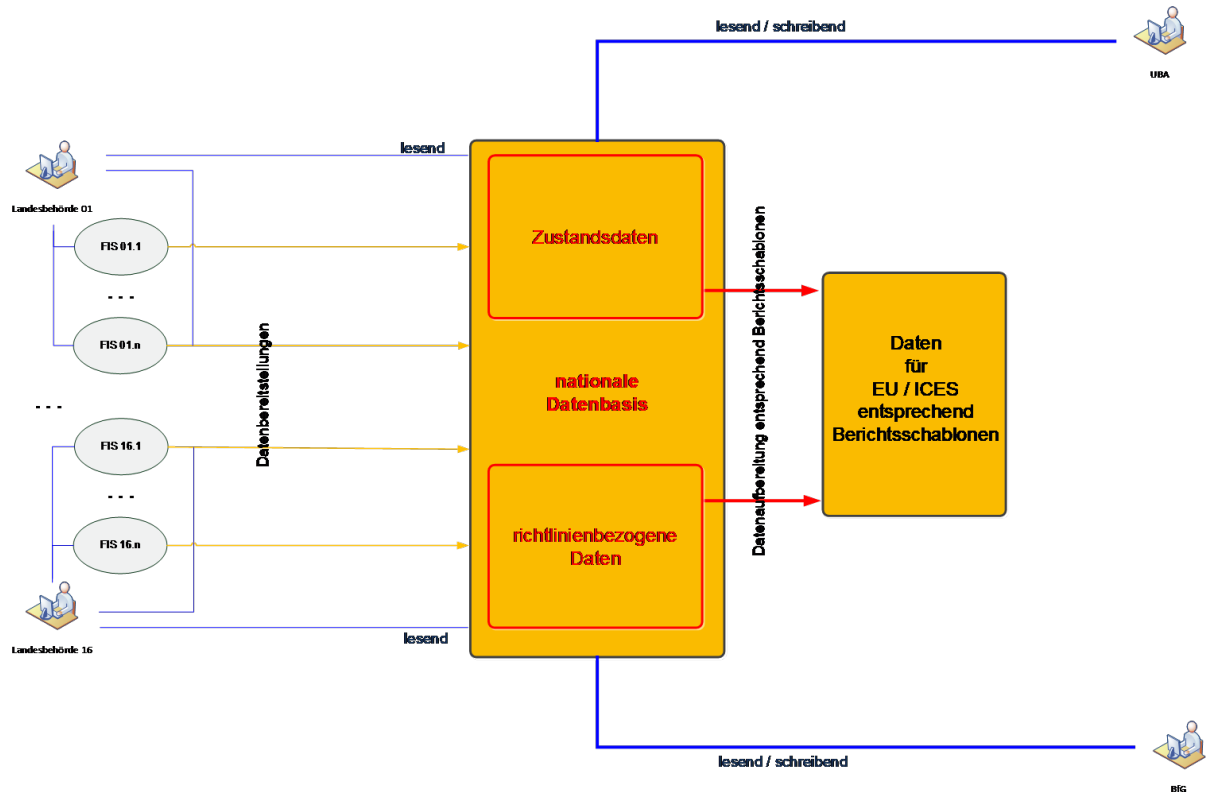 lesend / schreibend
UBA
lesend
Landesbehörde 01
FIS 01.1
- - -
FIS 01.n
- - -
FIS 16.1
- - -
FIS 16.n
Landesbehörde 16
lesend
Datenbereitstellungen
Zustandsdaten
nationale
Datenbasis
richtlinienbezogene
Daten
Datenaufbereitung entsprechend Berichtsschablonen
Daten
für
EU / ICES
entsprechend
Berichtsschablonen
lesend / schreibend
BfG